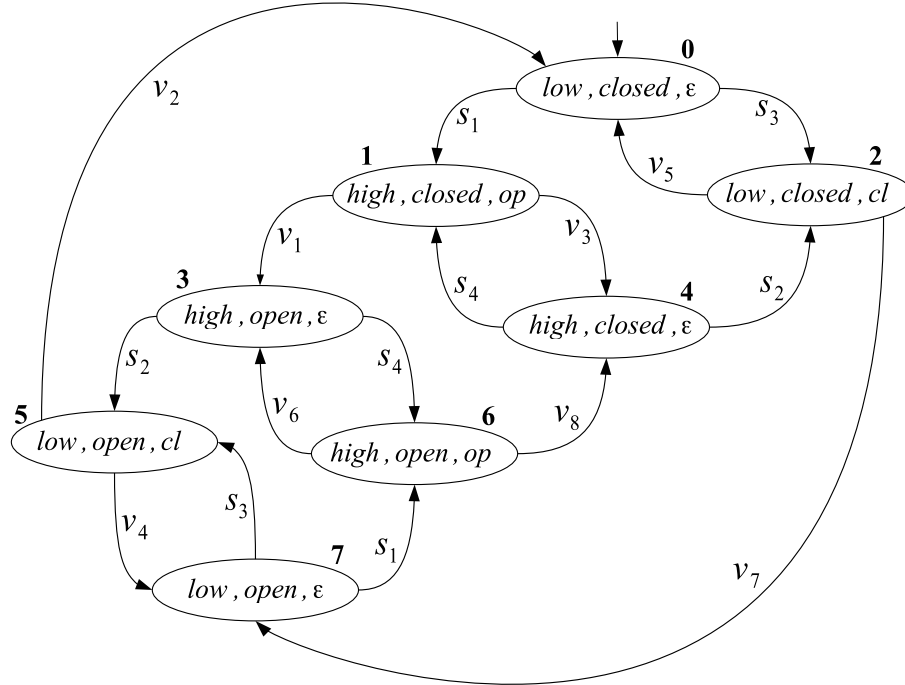 0
low , closed , ε
v2
s1
s3
1
v5
2
high , closed , op
low , closed , cl
v1
v3
3
s4
4
s2
high , open , ε
high , closed , ε
s2
s4
5
v6
6
v8
low , open , cl
high , open , op
s3
v4
7
s1
v7
low , open , ε